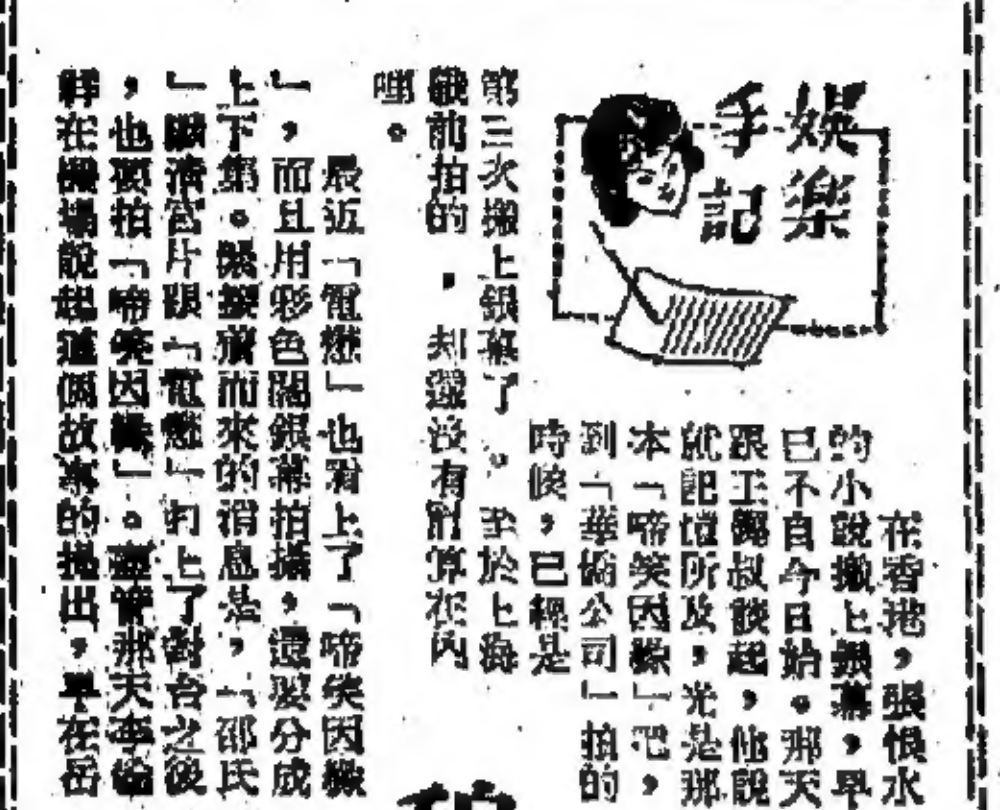 娛樂
手記
在香港，張恨水
的小說搬上銀幕，早
已不自今日始。那天
跟王鄉叔談起，他說
就記憶所及，光是那
本「啼笑因緣」吧，
到「華僑公司」拍的
時候，已經是
第三次搬上銀幕了。至於上海
戰前拍的，却還沒有計算在內
哩。
最近「電懋」也看上了「啼笑因緣
」，而且用彩色闊銀幕拍攝，還要分成
上下集。緊接着而來的消息是，「邵氏
」繼清宮片跟「電懋」打上了對台之後
，也要拍「啼笑因緣」。儘管那天李翰
祥在機場說起這個故事的提出，早在岳